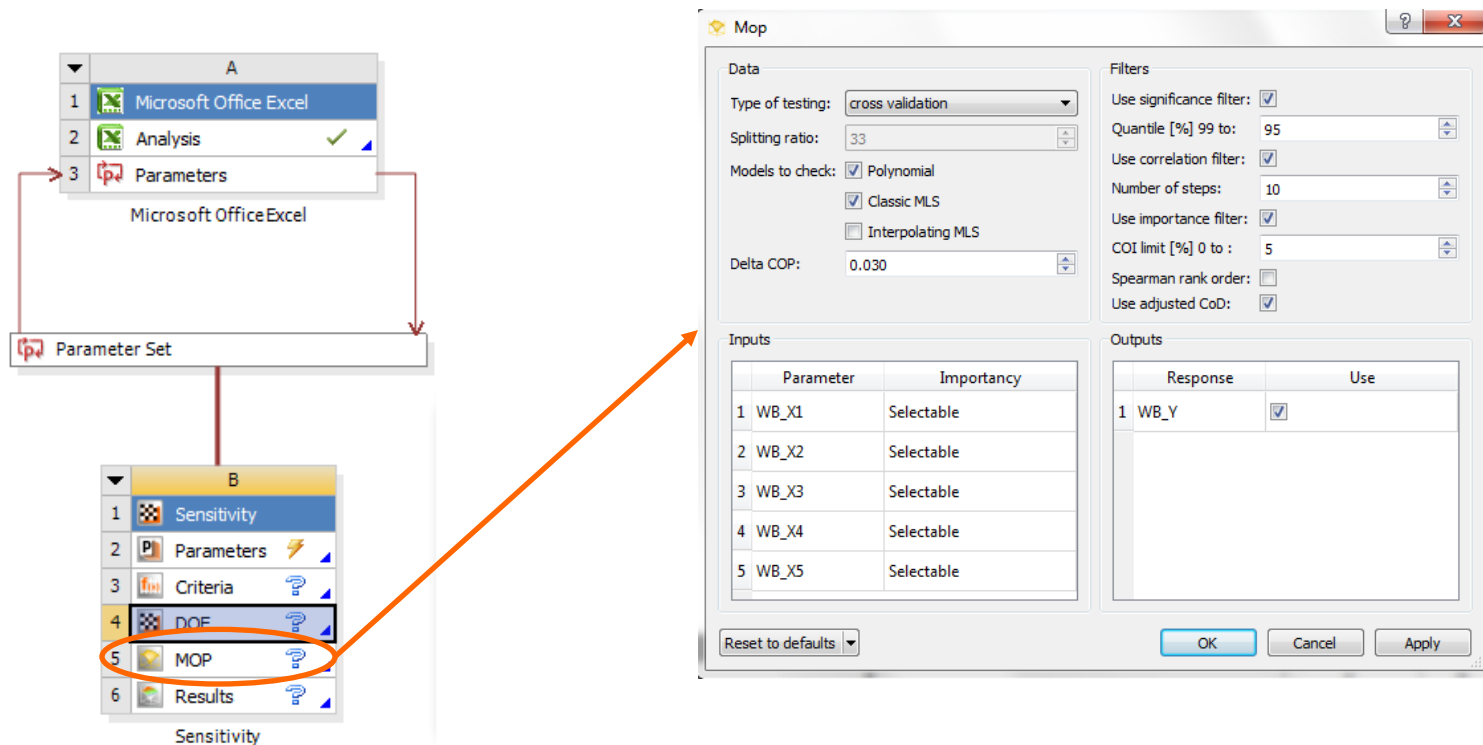 A
1 Microsoft Office Excel
2 Analysis
3 Parameters
Microsoft Office Excel
Parameter Set
B
1 Sensitivity
2 Parameters
3 Criteria
4 DOE
5 MOP
6 Results
Sensitivity
Mop
Data
Type of testing: cross validation
Splitting ratio: 33
Models to check: Polynomial
Classic MLS
Interpolating MLS
Delta COP: 0.030
Filters
Use significance filter:
Quantile [%] 99 to: 95
Use correlation filter:
Number of steps: 10
Use importance filter:
COI limit [%] 0 to : 5
Spearman rank order:
Use adjusted CoD:
Inputs
Parameter Importancy
1 WB_X1 Selectable
2 WB_X2 Selectable
3 WB_X3 Selectable
4 WB_X4 Selectable
5 WB_X5 Selectable
Outputs
Response Use
1 WB_Y
Reset to defaults
OK Cancel Apply